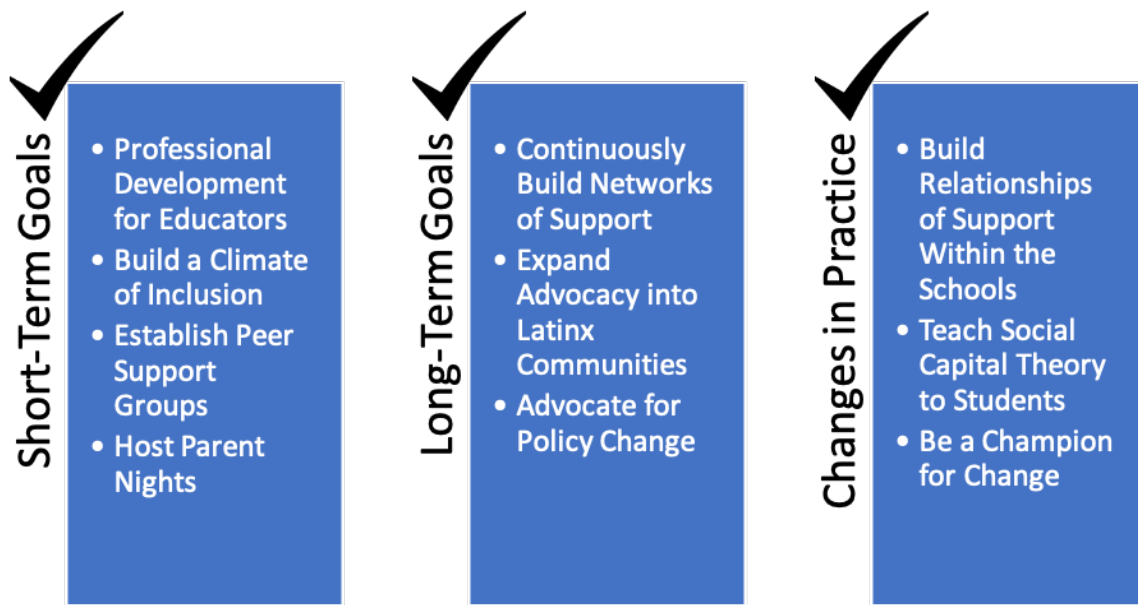 Short-Term Goals
• Professional
Development
for Educators
• Build a Climate
of Inclusion
• Establish Peer
Support
Groups
• Host Parent
Nights
Long-Term Goals
• Continuously
Build Networks
of Support
• Expand
Advocacy into
Latinx
Communities
• Advocate for
Policy Change
Changes in Practice
• Build
Relationships
of Support
Within the
Schools
• Teach Social
Capital Theory
to Students
• Be a Champion
for Change